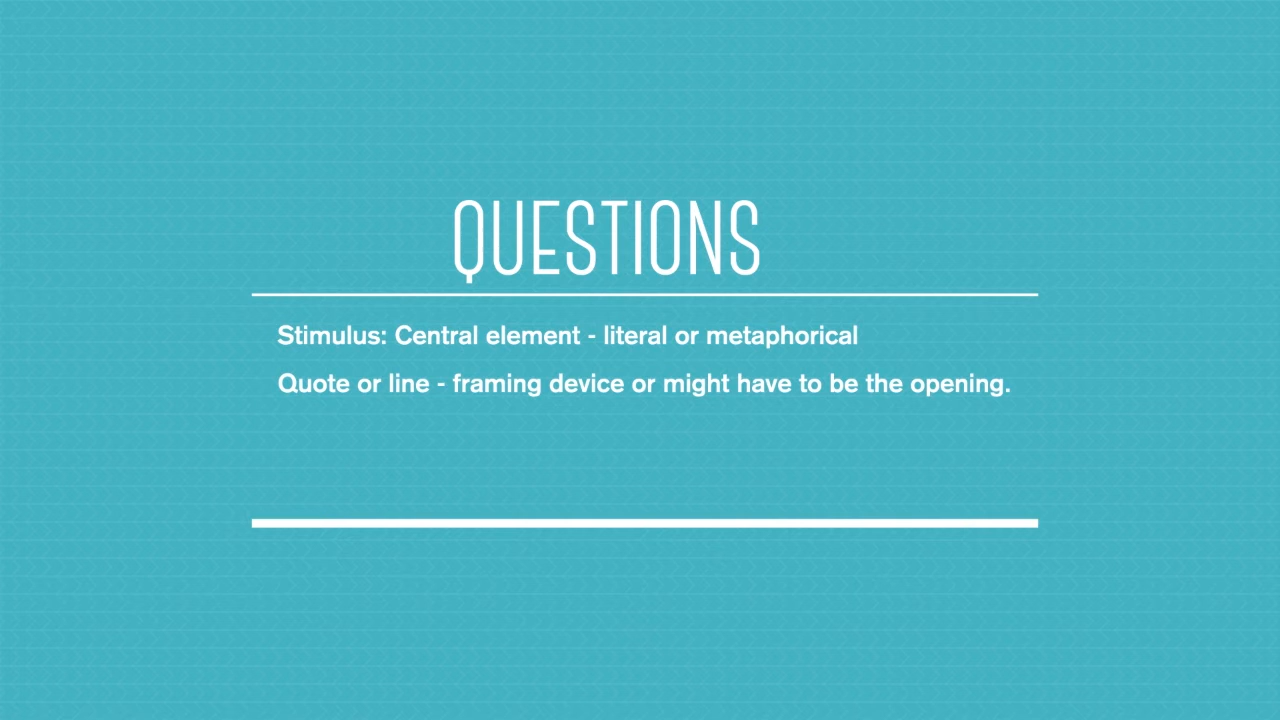 QUESTIONS
Stimulus: Central element - literal or metaphorical
Quote or line - framing device or might have to be the opening.